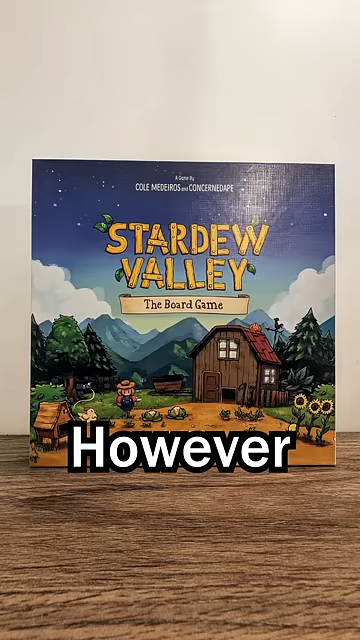 A Game By
COLE MEDEIROS and CONCERNEDAPE
STARDEW
VALLEY
The Board Game
However